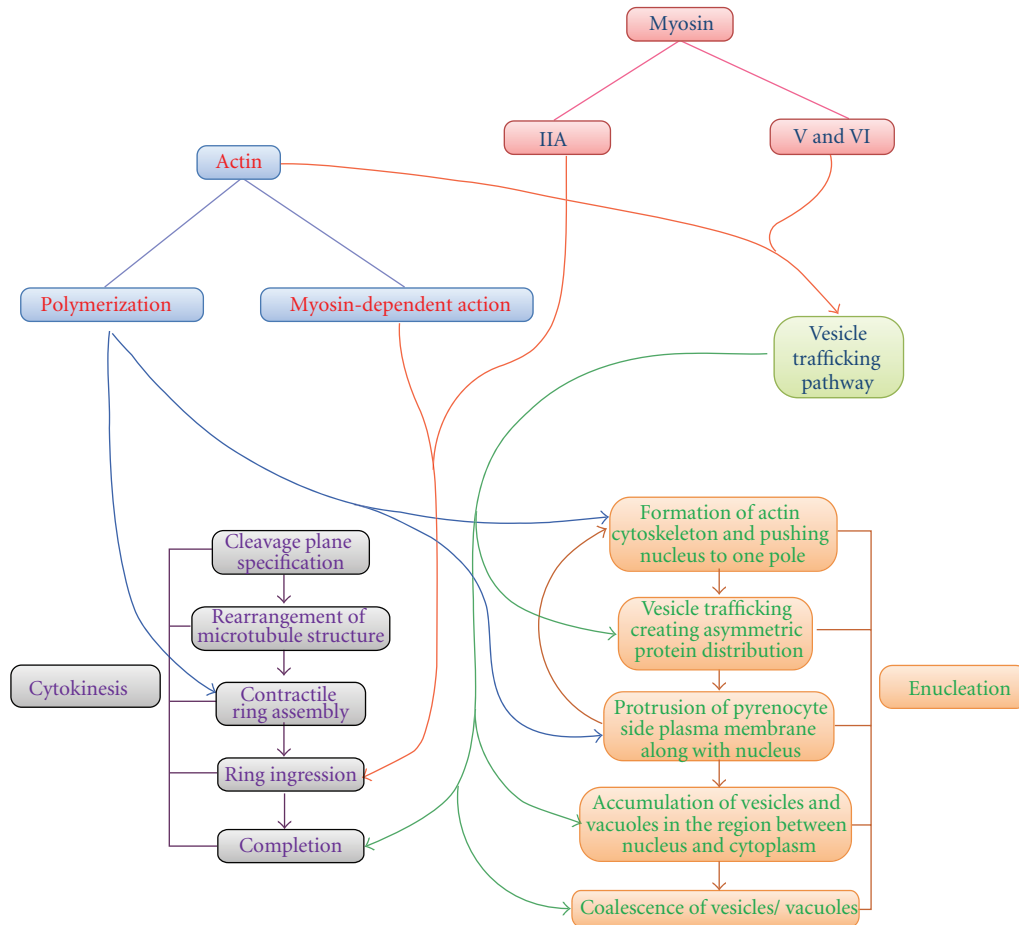 Myosin
IIA
V and VI
Actin
Polymerization
Myosin-dependent action
Vesicle
trafficking
pathway
Cytokinesis
Cleavage plane
specification
Rearrangement of
microtubule structure
Contractile
ring assembly
Ring ingression
Completion
Formation of actin
cytoskeleton and pushing
nucleus to one pole
Vesicle trafficking
creating asymmetric
protein distribution
Protrusion of pyrenocyte
side plasma membrane
along with nucleus
Accumulation of vesicles and
vacuoles in the region between
nucleus and cytoplasm
Coalescence of vesicles/ vacuoles
Enucleation